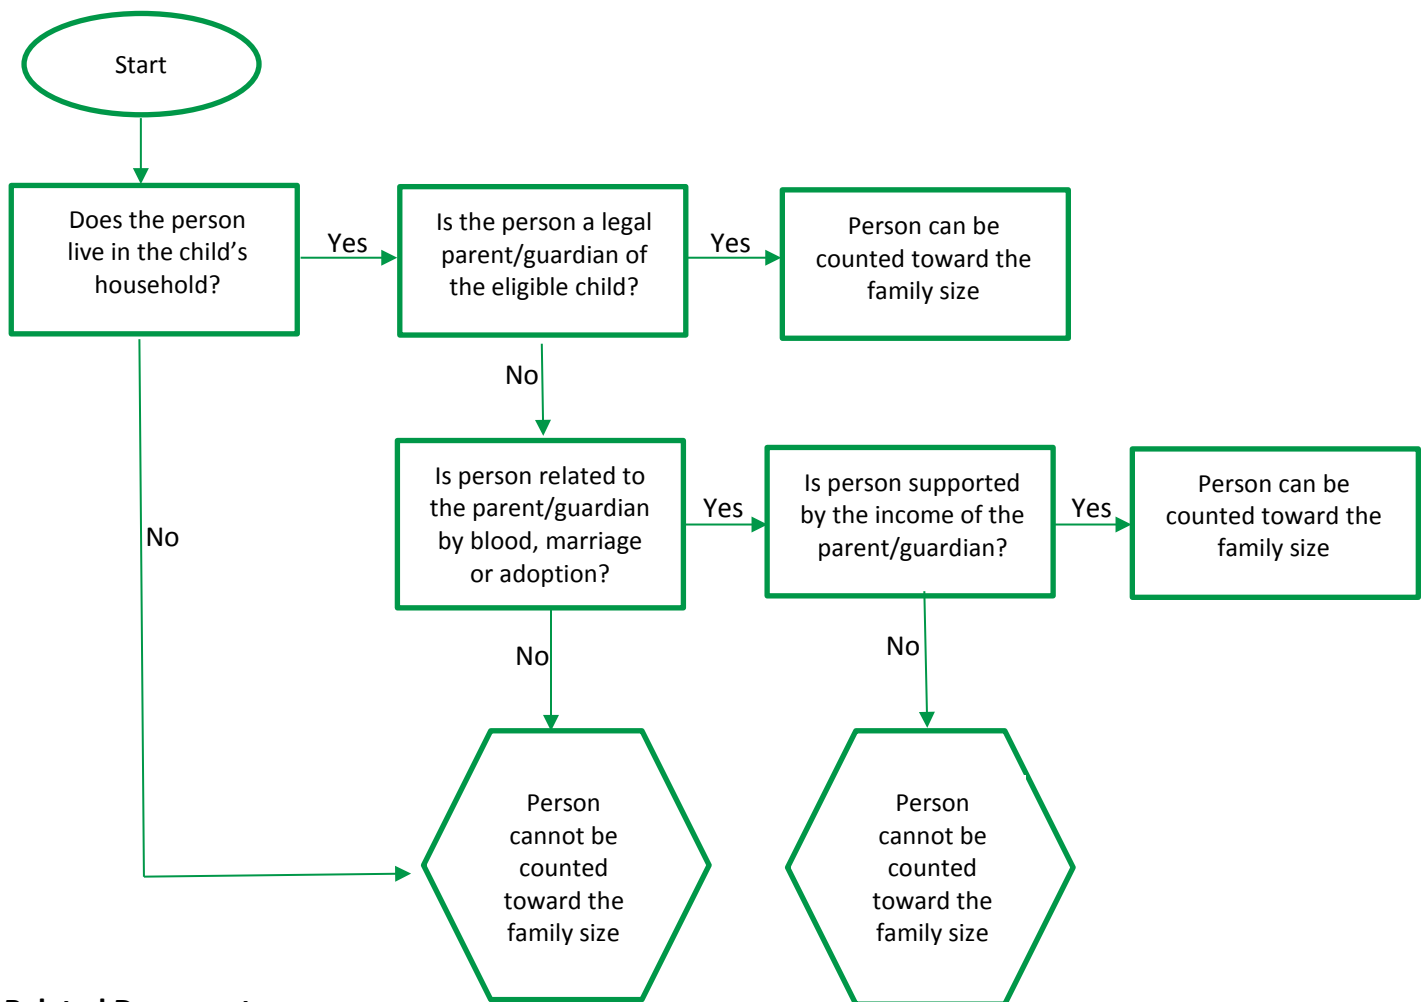 Start
Does the person
live in the child's
household?
Yes
Is the person a legal
parent/guardian of
the eligible child?
Yes
Person can be
counted toward the
family size
No
No
Is person related to
the parent/guardian
by blood, marriage
or adoption?
Yes
Is person supported
by the income of the
parent/guardian?
Yes
Person can be
counted toward the
family size
No
No
Person
cannot be
counted
toward the
family size
Person
cannot be
counted
toward the
family size